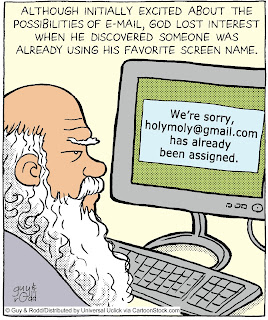 ALTHOUGH INITIALLY EXCITED ABOUT THE
POSSIBILITIES OF E-MAIL, GOD LOST INTEREST
WHEN HE DISCOVERED SOMEONE WAS
ALREADY USING HIS FAVORITE SCREEN NAME.
We're sorry,
holymoly@gmail.com
has already
been assigned.
guy &
rodd
© Guy & Rodd/Distributed by Universal Uclick via CartoonStock.com